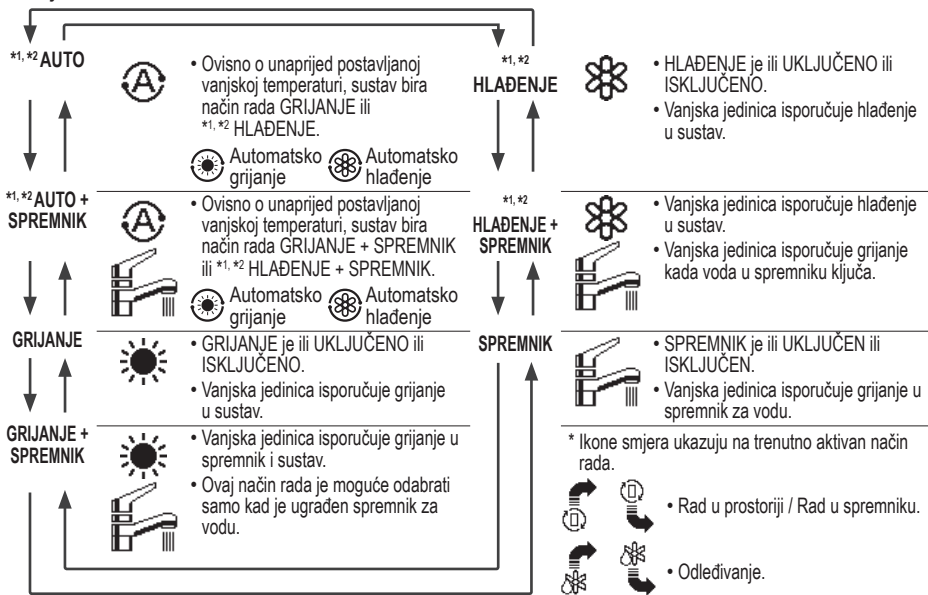 *1, *2 AUTO
• Ovisno o unaprijed postavljanoj
vanjskoj temperaturi, sustav bira
način rada GRIJANJE ili
*1, *2 HLAĐENJE.
Automatsko
grijanje
Automatsko
hlađenje
*1, *2 AUTO +
SPREMNIK
• Ovisno o unaprijed postavljanoj
vanjskoj temperaturi, sustav bira
način rada GRIJANJE + SPREMNIK
ili *1, *2 HLAĐENJE + SPREMNIK.
Automatsko
grijanje
Automatsko
hlađenje
GRIJANJE
• GRIJANJE je ili UKLJUČENO ili
ISKLJUČENO.
• Vanjska jedinica isporučuje grijanje
u sustav.
GRIJANJE +
SPREMNIK
• Vanjska jedinica isporučuje grijanje u
spremnik i sustav.
• Ovaj način rada je moguće odabrati
samo kad je ugrađen spremnik za
vodu.
*1, *2
HLAĐENJE
• HLAĐENJE je ili UKLJUČENO ili
ISKLJUČENO.
• Vanjska jedinica isporučuje hlađenje
u sustav.
*1, *2
HLAĐENJE +
SPREMNIK
• Vanjska jedinica isporučuje hlađenje
u sustav.
• Vanjska jedinica isporučuje grijanje
kada voda u spremniku ključa.
SPREMNIK
• SPREMNIK je ili UKLJUČEN ili
ISKLJUČEN.
• Vanjska jedinica isporučuje grijanje u
spremnik za vodu.
* Ikone smjera ukazuju na trenutno aktivan način
rada.
• Rad u prostoriji / Rad u spremniku.
• Odleđivanje.